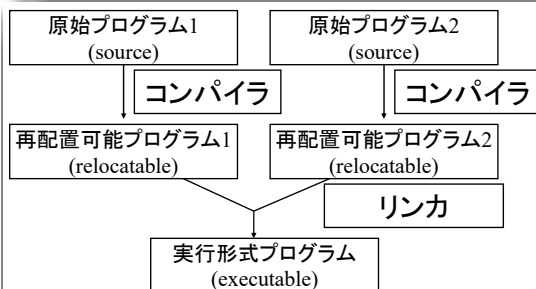 原始プログラム1
(source)
原始プログラム2
(source)
コンパイラ
コンパイラ
再配置可能プログラム1
(relocatable)
再配置可能プログラム2
(relocatable)
リンカ
実行形式プログラム
(executable)